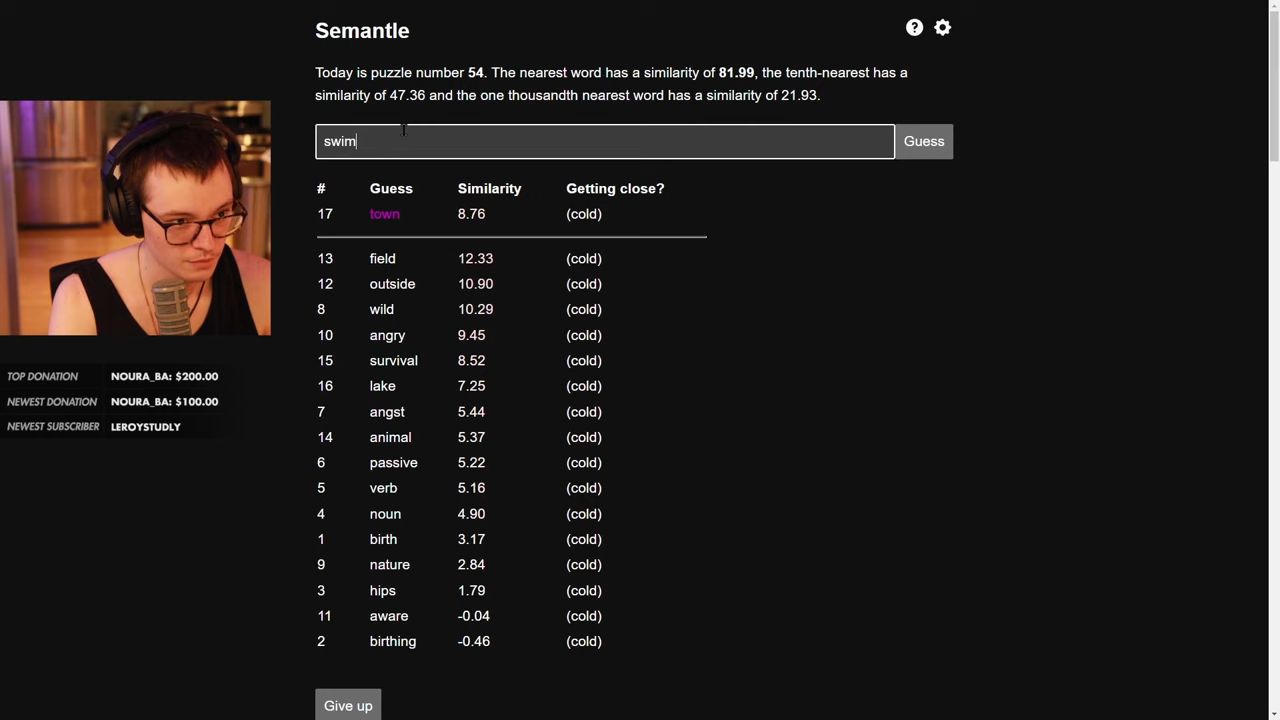 Semantle
Today is puzzle number 54. The nearest word has a similarity of 81.99, the tenth-nearest has a
similarity of 47.36 and the one thousandth nearest word has a similarity of 21.93.
swim Guess
# Guess Similarity Getting close?
17 town 8.76 (cold)
13 field 12.33 (cold)
12 outside 10.90 (cold)
8 wild 10.29 (cold)
10 angry 9.45 (cold)
15 survival 8.52 (cold)
16 lake 7.25 (cold)
7 angst 5.44 (cold)
14 animal 5.37 (cold)
6 passive 5.22 (cold)
5 verb 5.16 (cold)
4 noun 4.90 (cold)
1 birth 3.17 (cold)
9 nature 2.84 (cold)
3 hips 1.79 (cold)
11 aware -0.04 (cold)
2 birthing -0.46 (cold)
Give up
TOP DONATION NOURA_BA: $200.00
NEWEST DONATION NOURA_BA: $100.00
NEWEST SUBSCRIBER LEROYSTUDLY